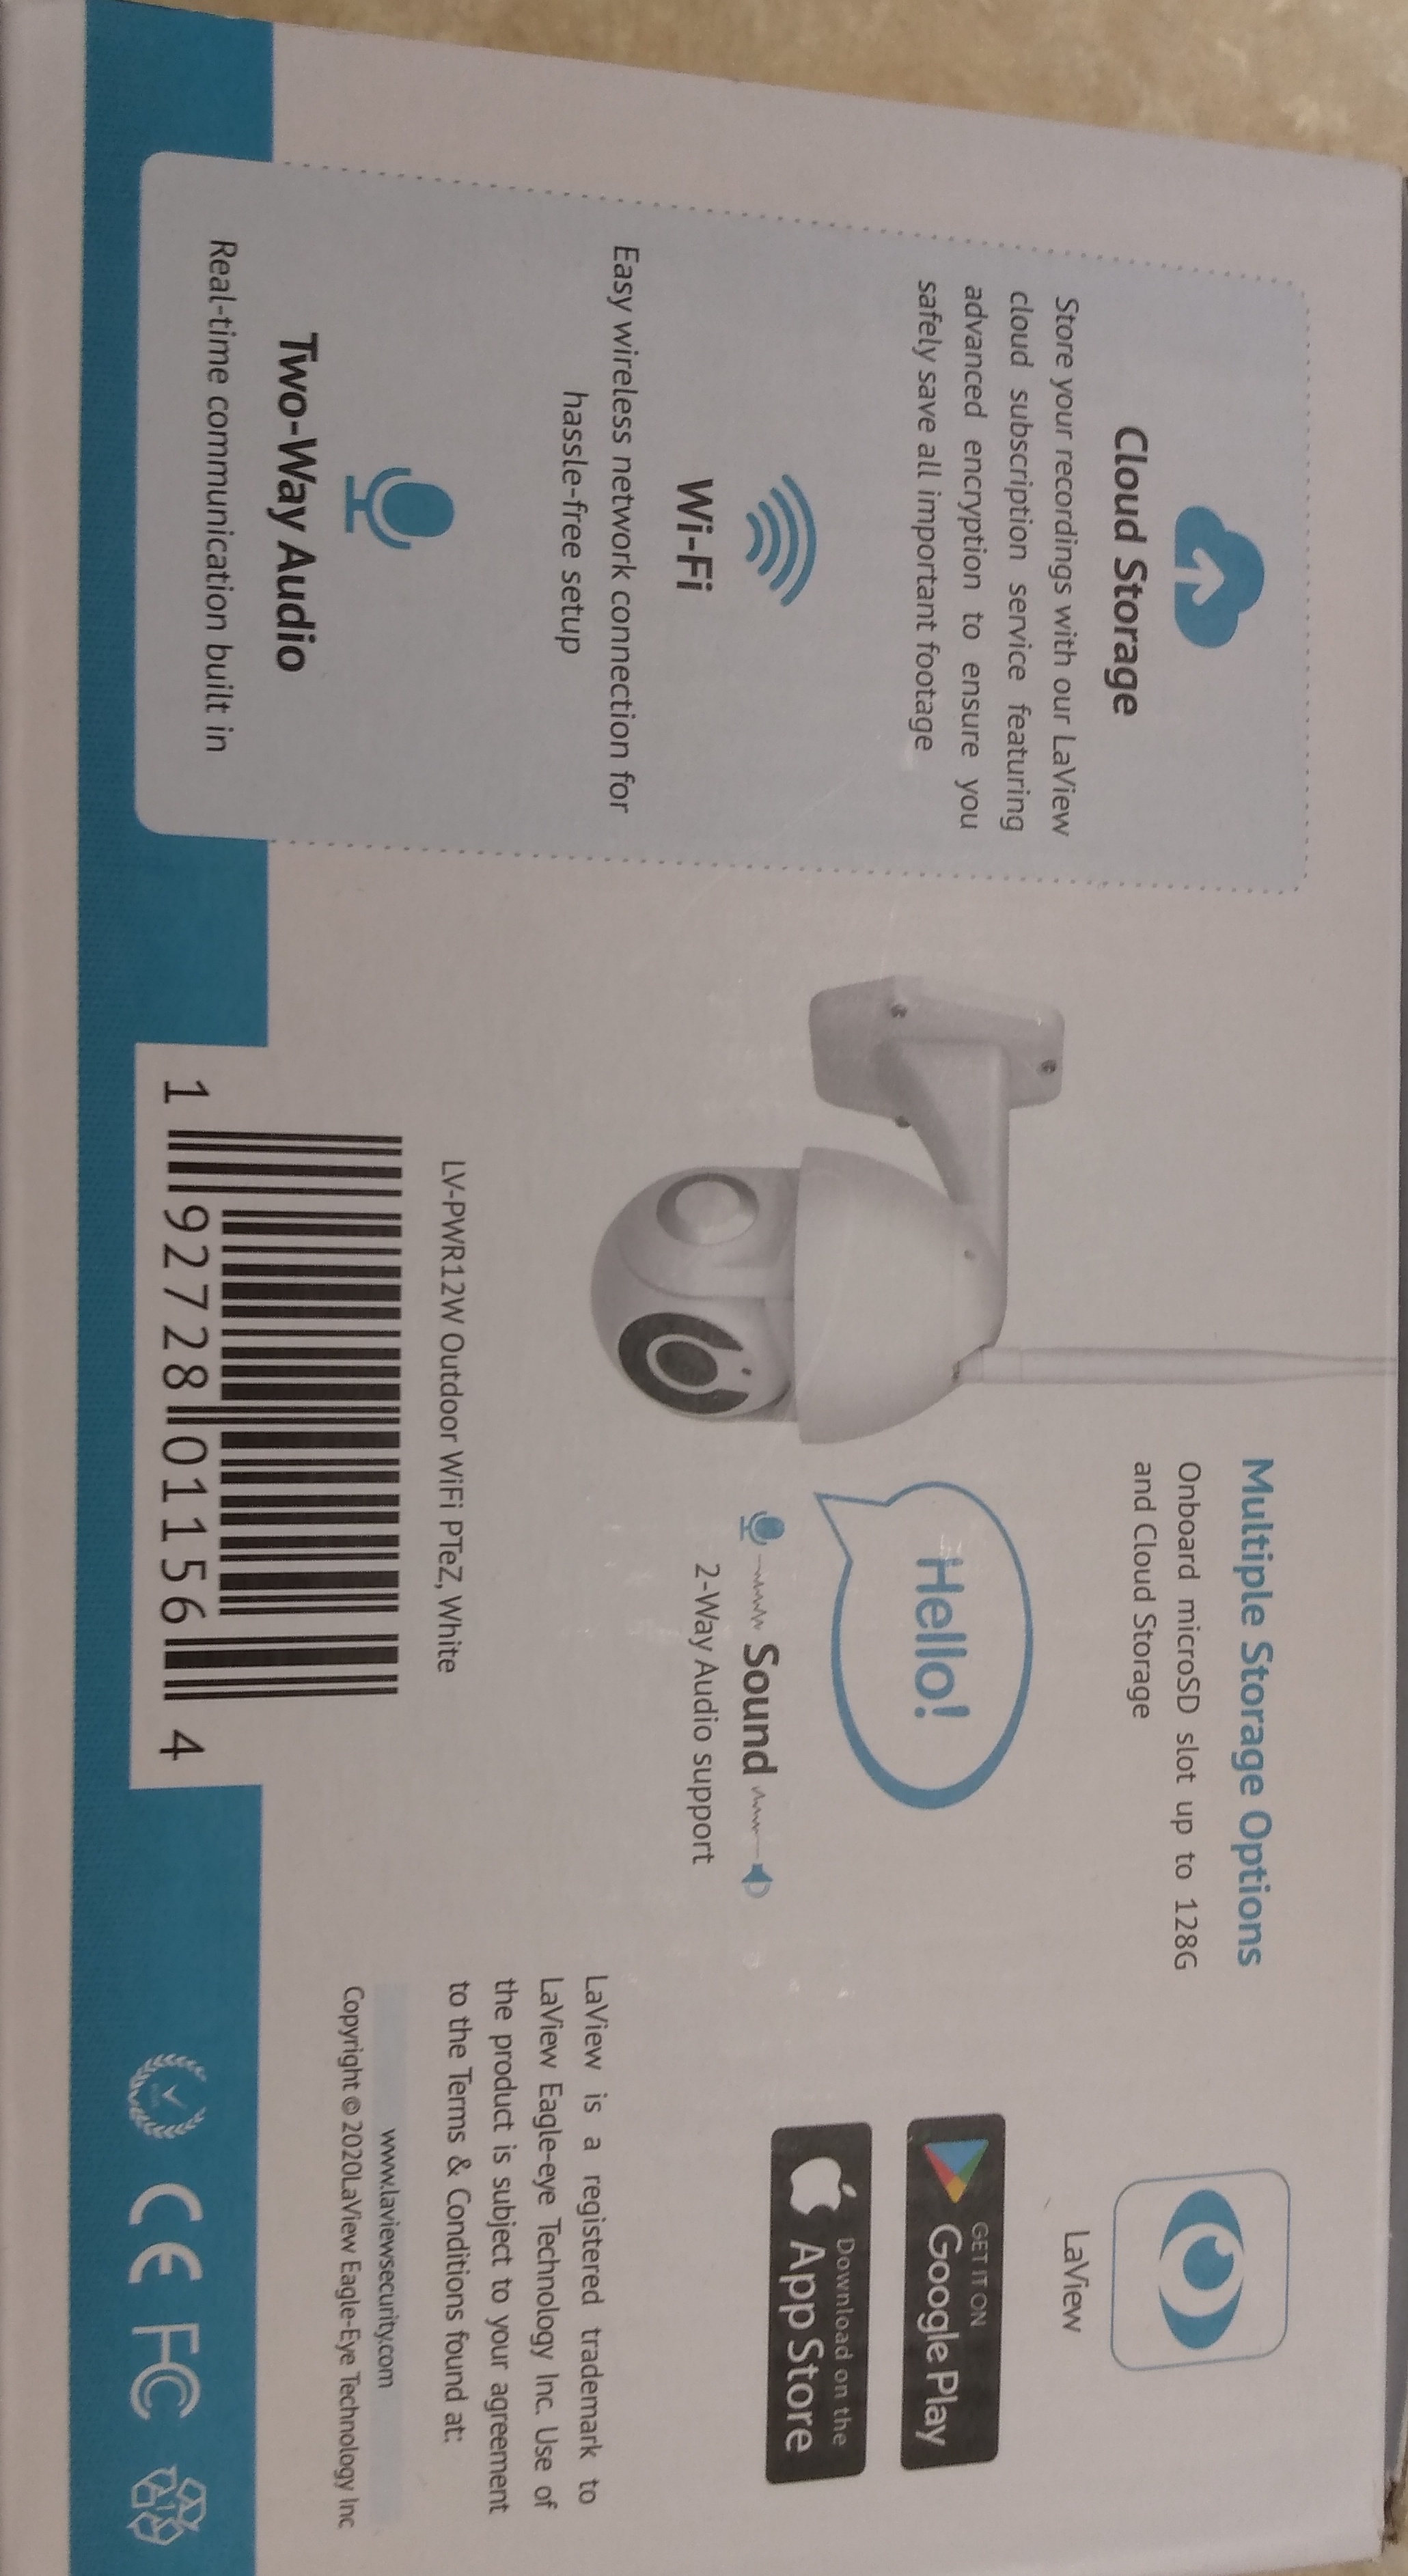 Cloud Storage
Store your recordings with our LaView
cloud subscription service featuring
advanced encryption to ensure you
safely save all important footage
Wi-Fi
Easy wireless network connection for
hassle-free setup
Two-Way Audio
Real-time communication built in
Multiple Storage Options
Onboard microSD slot up to 128G
and Cloud Storage
Hello!
Sound
2-Way Audio support
LV-PWR12W Outdoor WiFi PTeZ, White
1 92728 01156 4
LaView
GET IT ON
Google Play
Download on the
App Store
LaView is a registered trademark to
LaView Eagle-eye Technology Inc. Use of
the product is subject to your agreement
to the Terms & Conditions found at:
www.laviewsecurity.com
Copyright © 2020LaView Eagle-Eye Technology Inc
CE FC